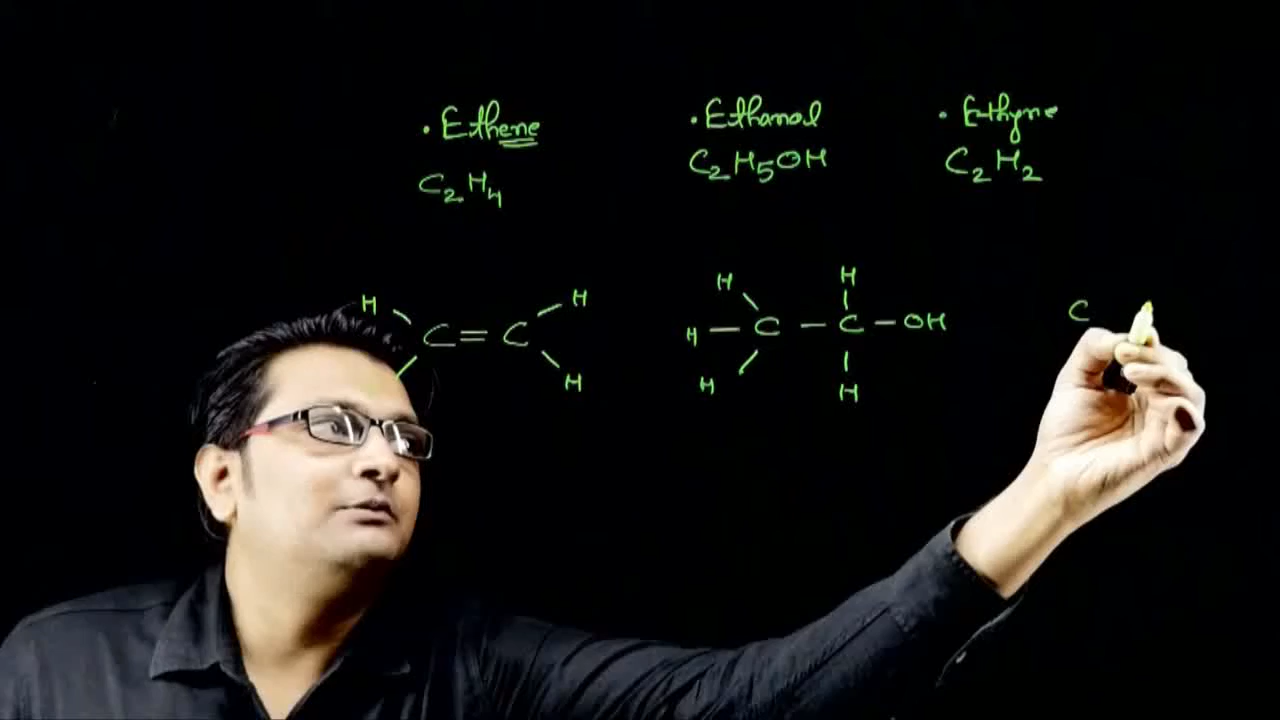 · Ethene
C₂H₄
· Ethanol
C₂H₅OH
· Ethyne
C₂H₂
H H
C = C
H
H H
H — C — C — OH
H H
C